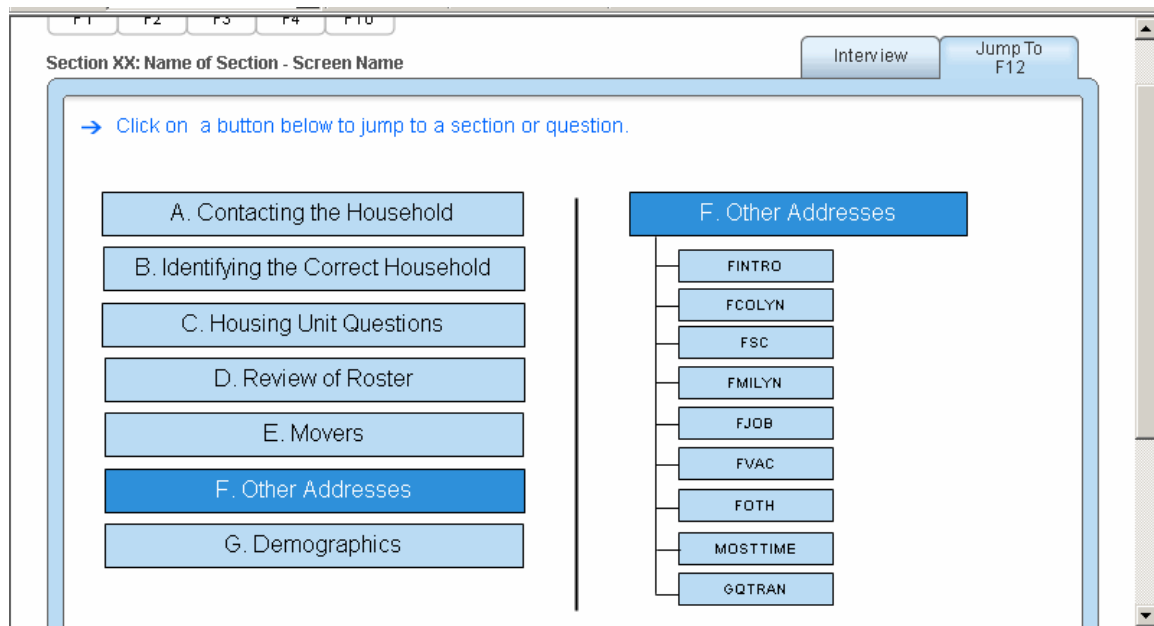 F1 F2 F3 F4 F10
Section XX: Name of Section - Screen Name
Interview
Jump To
F12
→ Click on a button below to jump to a section or question.
A. Contacting the Household
B. Identifying the Correct Household
C. Housing Unit Questions
D. Review of Roster
E. Movers
F. Other Addresses
G. Demographics
F. Other Addresses
FINTRO
FCOLYN
FSC
FMILYN
FJOB
FVAC
FOTH
MOSTTIME
GQTRAN